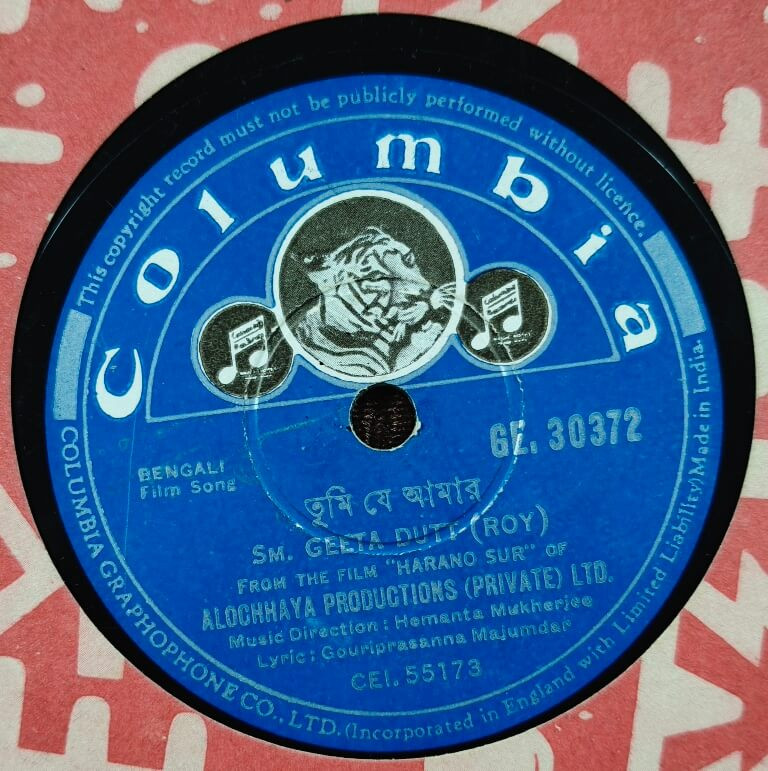 This copyright record must not be publicly performed without licence.
Columbia
GE. 30372
BENGALI
Film Song
তুমি যে আমার
SM. GEETA DUTT (ROY)
FROM THE FILM "HARANO SUR" OF
ALOCHHAYA PRODUCTIONS (PRIVATE) LTD.
Music Direction : Hemanta Mukherjee
Lyric : Gouriprasanna Majumdar
CEI. 55173
COLUMBIA GRAPHOPHONE CO., LTD. (Incorporated in England with Limited Liability) Made in India.